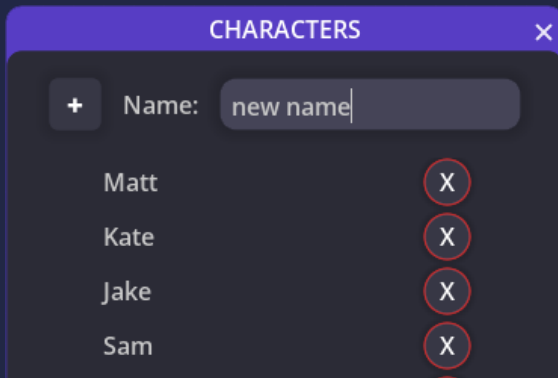 CHARACTERS ×
+ Name: new name
Matt X
Kate X
Jake X
Sam X